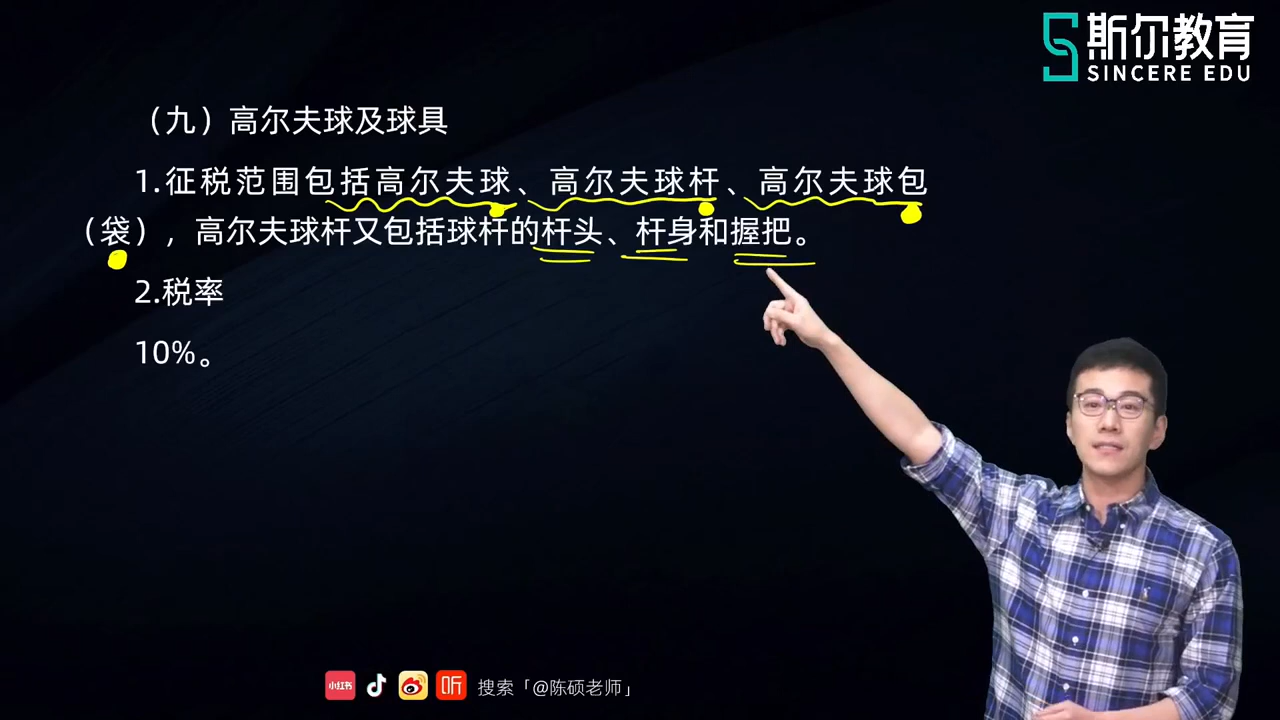 斯尔教育
SINCERE EDU
（九）高尔夫球及球具
1.征税范围包括高尔夫球、高尔夫球杆、高尔夫球包
（袋），高尔夫球杆又包括球杆的杆头、杆身和握把。
2.税率
10%。
小红书 听 搜索「@陈硕老师」